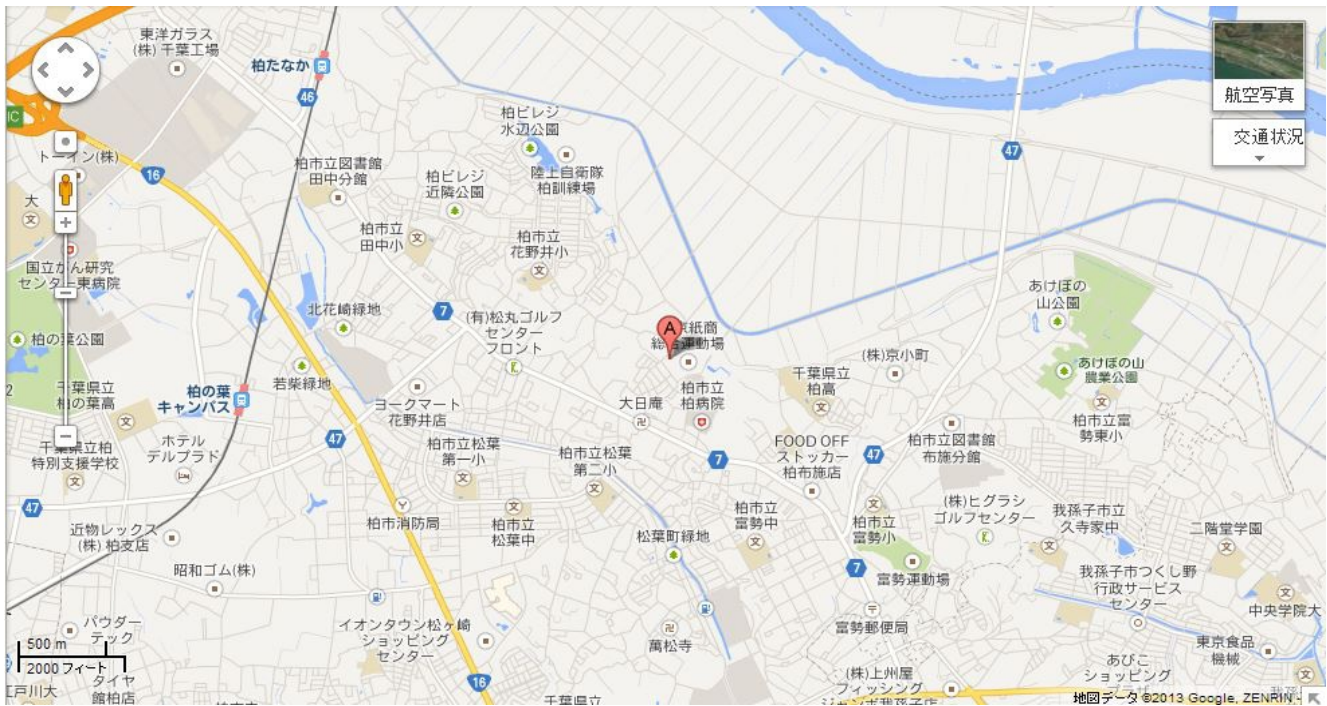 東洋ガラス
(株) 千葉工場
柏たなか
46
IC
航空写真
交通状況
トーイン(株)
16
大
柏ビレジ
水辺公園
柏市立図書館
田中分館
柏ビレジ
近隣公園
陸上自衛隊
柏訓練場
47
柏市立
田中小
柏市立
花野井小
国立がん研究
センター東病院
北花崎緑地
7
(有)松丸ゴルフ
センター
フロント
A
紙商
総合運動場
(株)京小町
あけぼの
山公園
柏の葉公園
2
千葉県立
柏の葉高
柏の葉
キャンパス
若柴緑地
ヨークマート
花野井店
大日庵
柏市立
柏病院
千葉県立
柏高
あけぼの山
農業公園
柏市立富
勢東小
千葉県立柏
特別支援学校
ホテル
テルプラド
47
柏市立松葉
第一小
柏市立松葉
第二小
7
FOOD OFF
ストッカー
柏布施店
47
柏市立図書館
布施分館
47
近物レックス
(株) 柏支店
柏市消防局
柏市立
松葉中
松葉町緑地
柏市立
富勢中
柏市立
富勢小
(株)ヒグラシ
ゴルフセンター
我孫子市立
久寺家中
二階堂学園
昭和ゴム(株)
7
富勢運動場
我孫子市つくし野
行政サービス
センター
中央学院大
パウダー
テック
イオンタウン松ヶ崎
ショッピング
センター
萬松寺
富勢郵便局
東京食品
機械
500 m
2000 フィート
タイヤ
館柏店
江戸川大
16
千葉県立
(株)上州屋
フィッシング
ジャンボ我孫子店
あびこ
ショッピング
プラザ
地図データ ©2013 Google, ZENRIN